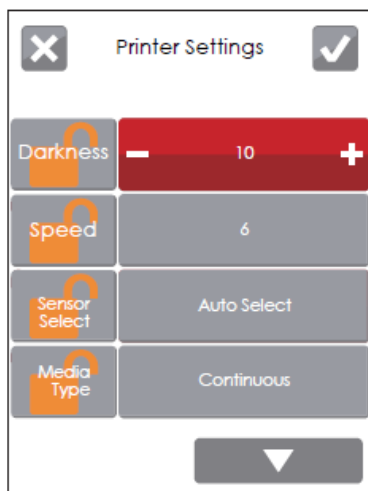 Printer Settings
Darkness
10
Speed
6
Sensor
Select
Auto Select
Media
Type
Continuous